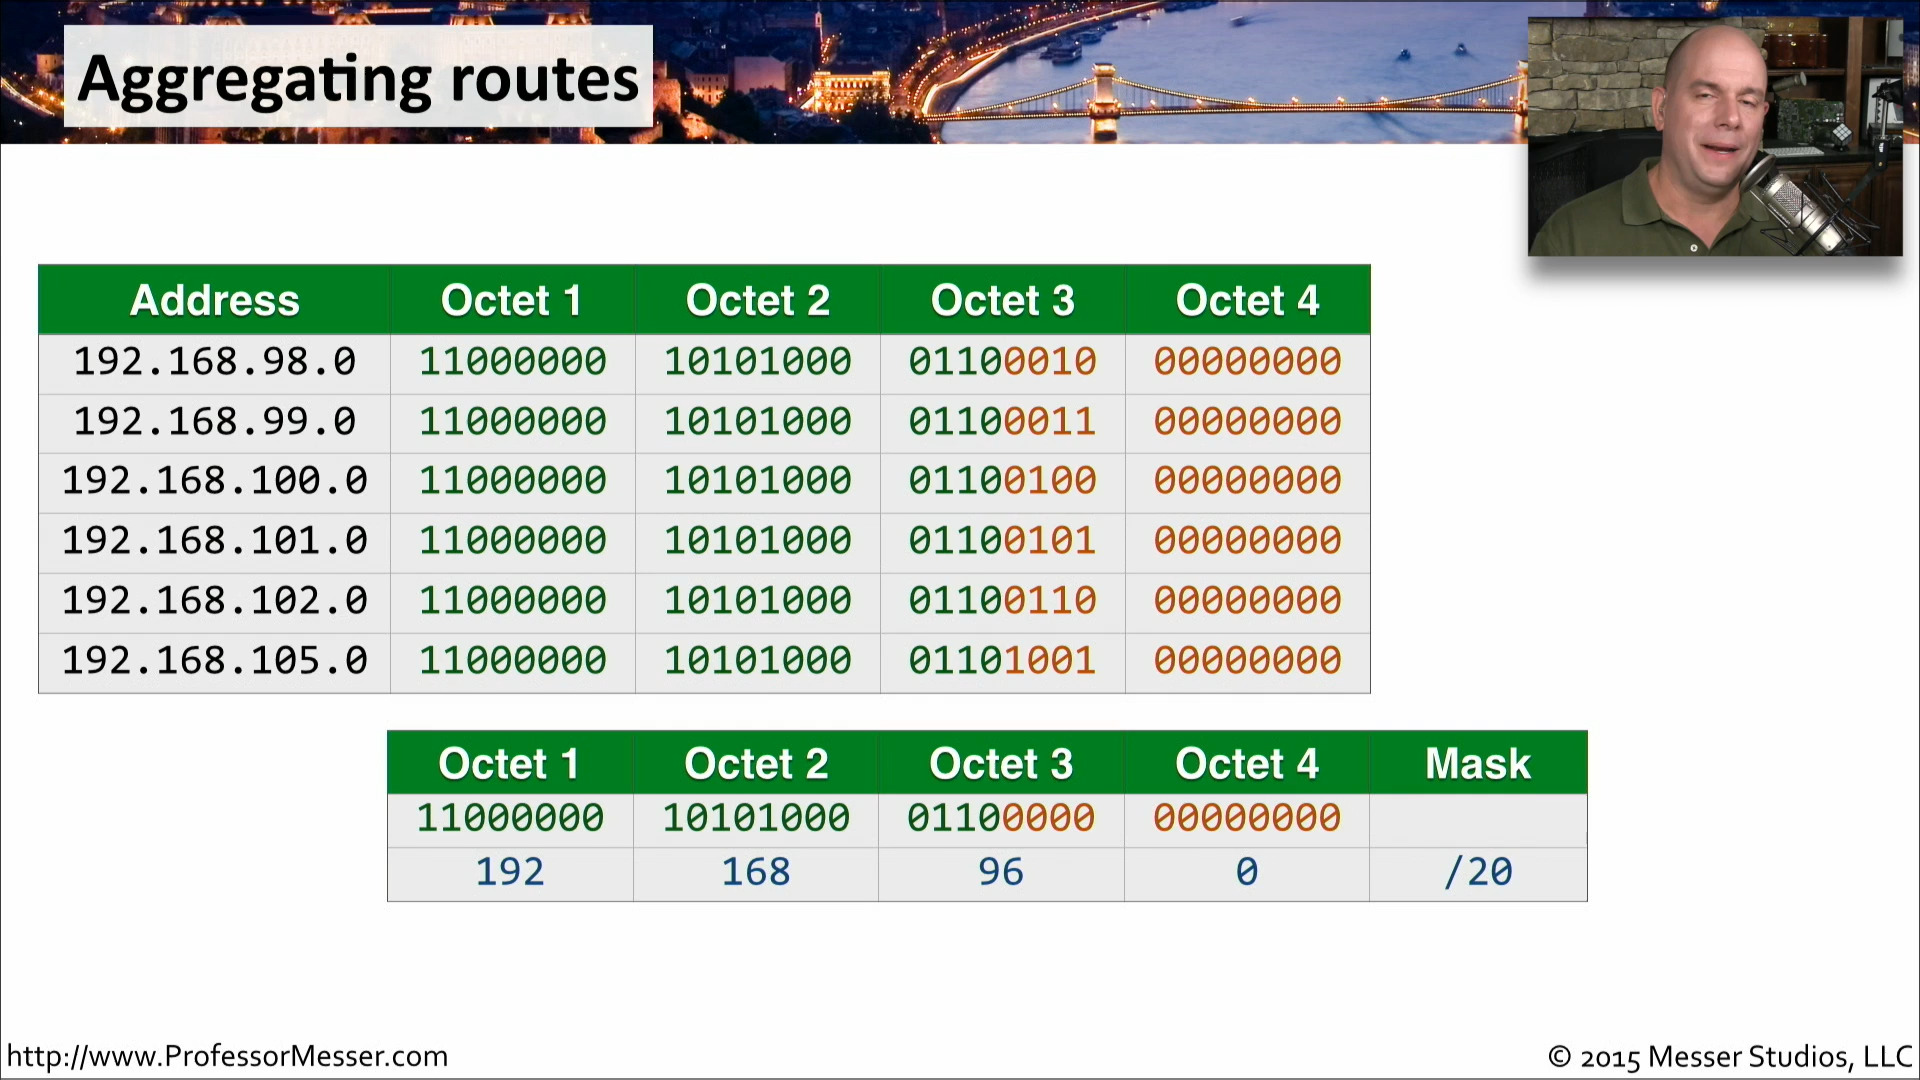 Aggregating routes
Address Octet 1 Octet 2 Octet 3 Octet 4
192.168.98.0 11000000 10101000 01100010 00000000
192.168.99.0 11000000 10101000 01100011 00000000
192.168.100.0 11000000 10101000 01100100 00000000
192.168.101.0 11000000 10101000 01100101 00000000
192.168.102.0 11000000 10101000 01100110 00000000
192.168.105.0 11000000 10101000 01101001 00000000
Octet 1 Octet 2 Octet 3 Octet 4 Mask
11000000 10101000 01100000 00000000
192 168 96 0 /20
http://www.ProfessorMesser.com
© 2015 Messer Studios, LLC